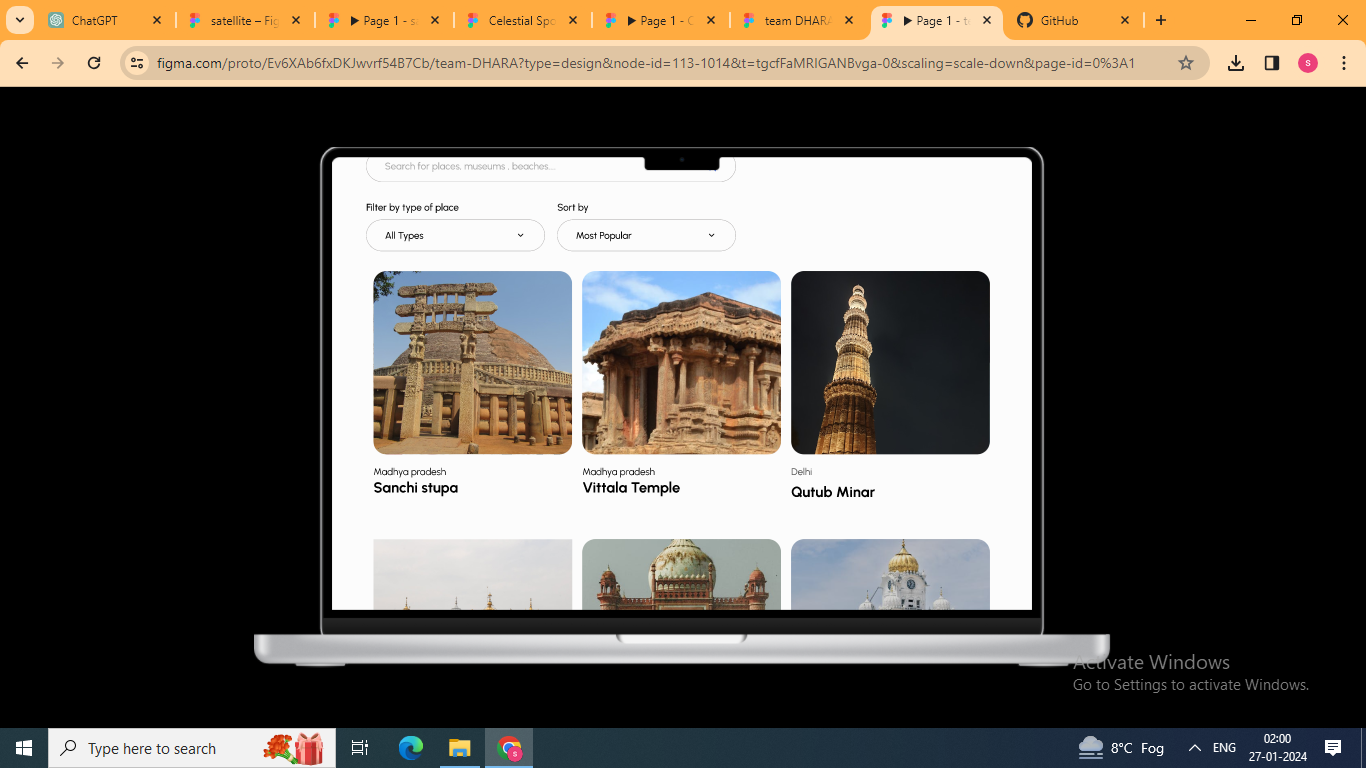 ChatGPT
satellite – Fig
Page 1 - s
Celestial Spo
Page 1 - C
team DHARA
Page 1 - t
GitHub
figma.com/proto/Ev6XAb6fxDKJwvrf54B7Cb/team-DHARA?type=design&node-id=113-1014&t=tgcfFaMRIGANBvga-0&scaling=scale-down&page-id=0%3A1
S
Search for places, museums , beaches...
Filter by type of place
Sort by
All Types
Most Popular
Madhya pradesh
Sanchi stupa
Madhya pradesh
Vittala Temple
Delhi
Qutub Minar
Activate Windows
Go to Settings to activate Windows.
Type here to search
8°C Fog
ENG
02:00
27-01-2024